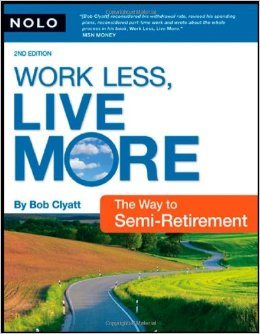 NOLO
"[Bob Clyatt] reconsidered his withdrawal rate, revised his spending
plans, reconsidered part-time work and wrote about the whole
process in his book, Work Less, Live More."
MSN MONEY
2ND EDITION
WORK LESS,
LIVE
MORE
By Bob Clyatt
The Way to
Semi-Retirement